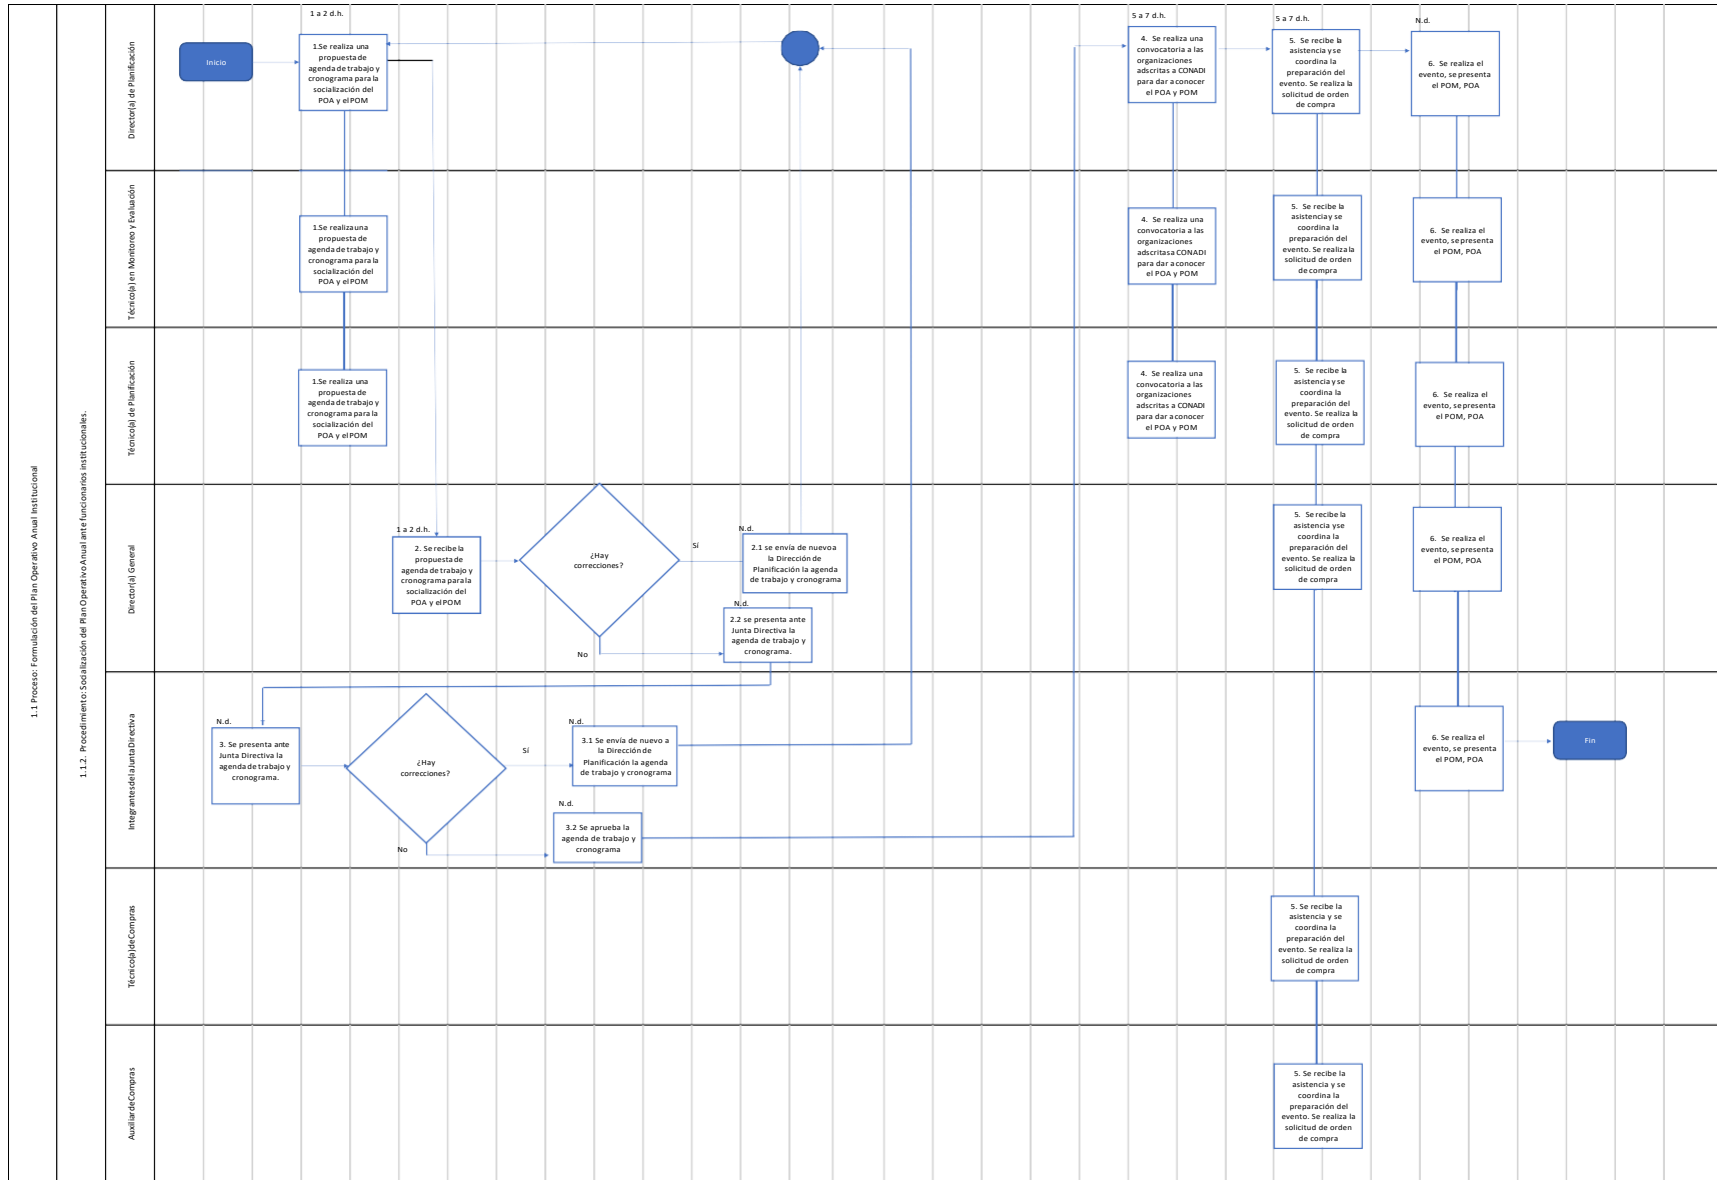 1.1 Proceso: Formulación del Plan Operativo Anual Institucional
1.1.2. Procedimiento: Socialización del Plan Operativo Anual ante funcionarios institucionales.
Director(a) de Planificación
Inicio
1 a 2 d.h.
1.Se realiza una
propuesta de
agenda de trabajo y
cronograma para la
socialización del
POA y el POM
5 a 7 d.h.
4. Se realiza una
convocatoria a las
organizaciones
adscritas a CONADI
para dar a conocer
el POA y POM
5 a 7 d.h.
5. Se recibe la
asistencia y se
coordina la
preparación del
evento. Se realiza la
solicitud de orden
de compra
N.d.
6. Se realiza el
evento, se presenta
el POM, POA
Técnico(a) en Monitoreo y Evaluación
1.Se realiza una
propuesta de
agenda de trabajo y
cronograma para la
socialización del
POA y el POM
4. Se realiza una
convocatoria a las
organizaciones
adscritas a CONADI
para dar a conocer
el POA y POM
5. Se recibe la
asistencia y se
coordina la
preparación del
evento. Se realiza la
solicitud de orden
de compra
6. Se realiza el
evento, se presenta
el POM, POA
Técnico(a) de Planificación
1.Se realiza una
propuesta de
agenda de trabajo y
cronograma para la
socialización del
POA y el POM
4. Se realiza una
convocatoria a las
organizaciones
adscritas a CONADI
para dar a conocer
el POA y POM
5. Se recibe la
asistencia y se
coordina la
preparación del
evento. Se realiza la
solicitud de orden
de compra
6. Se realiza el
evento, se presenta
el POM, POA
Director(a) General
1 a 2 d.h.
2. Se recibe la
propuesta de
agenda de trabajo y
cronograma para la
socialización del
POA y el POM
¿Hay
correcciones?
Sí
No
N.d.
2.1 se envía de nuevo a
la Dirección de
Planificación la agenda
de trabajo y cronograma
N.d.
2.2 se presenta ante
Junta Directiva la
agenda de trabajo y
cronograma.
5. Se recibe la
asistencia y se
coordina la
preparación del
evento. Se realiza la
solicitud de orden
de compra
6. Se realiza el
evento, se presenta
el POM, POA
Integrantes de la Junta Directiva
N.d.
3. Se presenta ante
Junta Directiva la
agenda de trabajo y
cronograma.
¿Hay
correcciones?
Sí
No
N.d.
3.1 Se envía de nuevo a
la Dirección de
Planificación la agenda
de trabajo y cronograma
N.d.
3.2 Se aprueba la
agenda de trabajo y
cronograma
6. Se realiza el
evento, se presenta
el POM, POA
Fin
Técnico(a) de Compras
5. Se recibe la
asistencia y se
coordina la
preparación del
evento. Se realiza la
solicitud de orden
de compra
Auxiliar de Compras
5. Se recibe la
asistencia y se
coordina la
preparación del
evento. Se realiza la
solicitud de orden
de compra